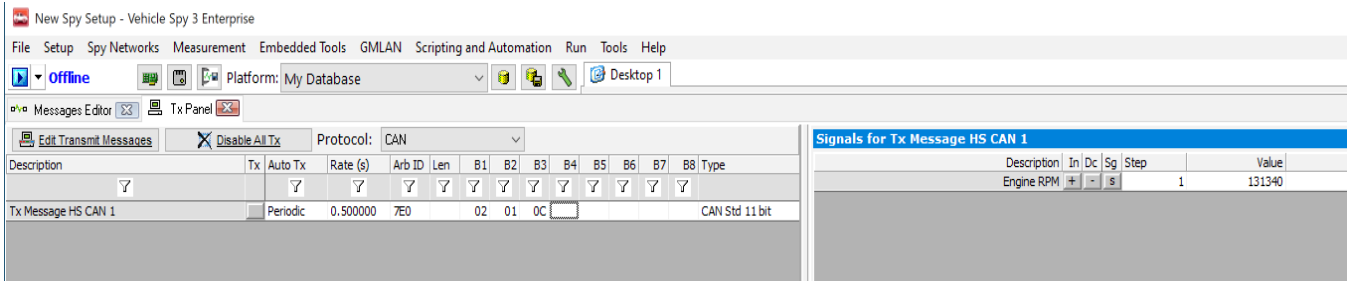 New Spy Setup - Vehicle Spy 3 Enterprise
File Setup Spy Networks Measurement Embedded Tools GMLAN Scripting and Automation Run Tools Help
Offline Platform: My Database Desktop 1
Messages Editor Tx Panel
Edit Transmit Messages Disable All Tx Protocol: CAN
Signals for Tx Message HS CAN 1
Description Tx Auto Tx Rate (s) Arb ID Len B1 B2 B3 B4 B5 B6 B7 B8 Type
Description In Dc Sg Step Value
Engine RPM + - s 1 131340
Tx Message HS CAN 1 Periodic 0.500000 7E0 02 01 0C CAN Std 11 bit